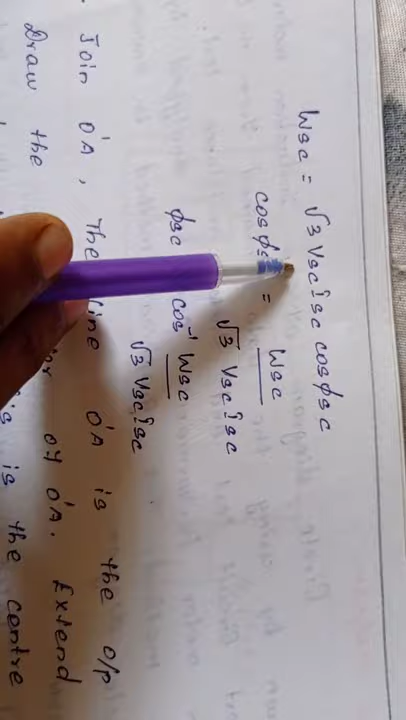 Wsc = √3 Vsc Isc cosφsc
cosφsc = Wsc
√3 Vsc Isc
φsc cos⁻¹ Wsc
√3 Vsc Isc
Join O'A, The line O'A is the o/p
Draw the of O'A. Extend
is the centre